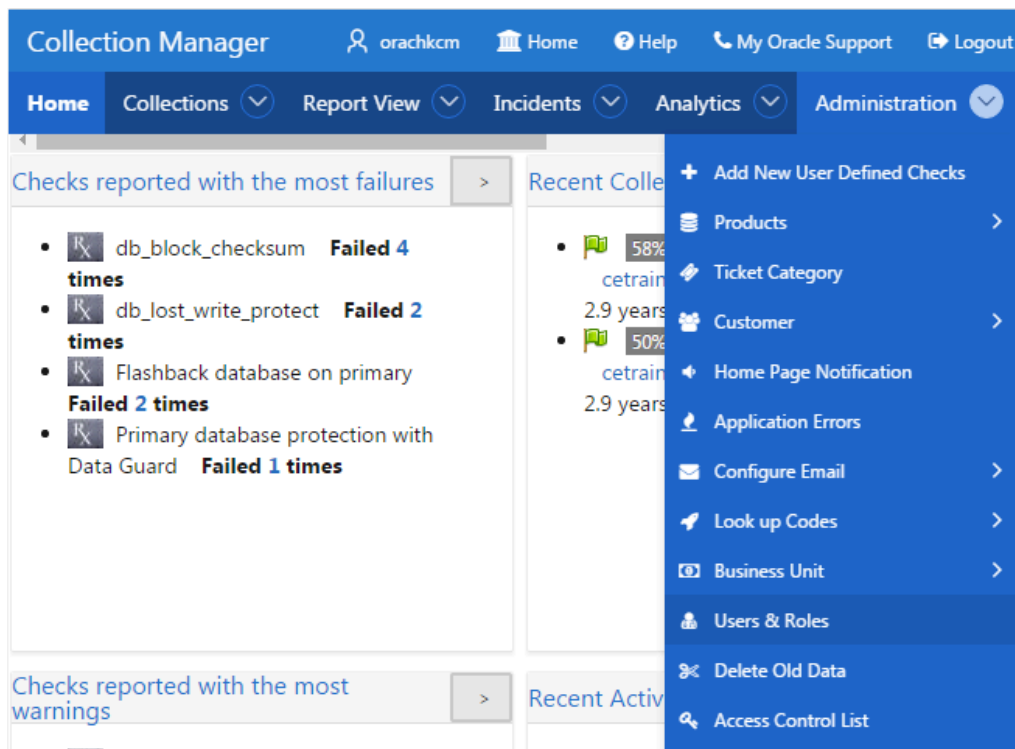 Collection Manager orachkcm Home Help My Oracle Support Logout
Home Collections Report View Incidents Analytics Administration
Checks reported with the most failures >
Rx db_block_checksum Failed 4
times
Rx db_lost_write_protect Failed 2
times
Rx Flashback database on primary
Failed 2 times
Rx Primary database protection with
Data Guard Failed 1 times
Recent Colle
58%
cetrain
2.9 years
50%
cetrain
2.9 years
Add New User Defined Checks
Products
Ticket Category
Customer
Home Page Notification
Application Errors
Configure Email
Look up Codes
Business Unit
Users & Roles
Delete Old Data
Access Control List
Checks reported with the most
warnings >
Recent Activ